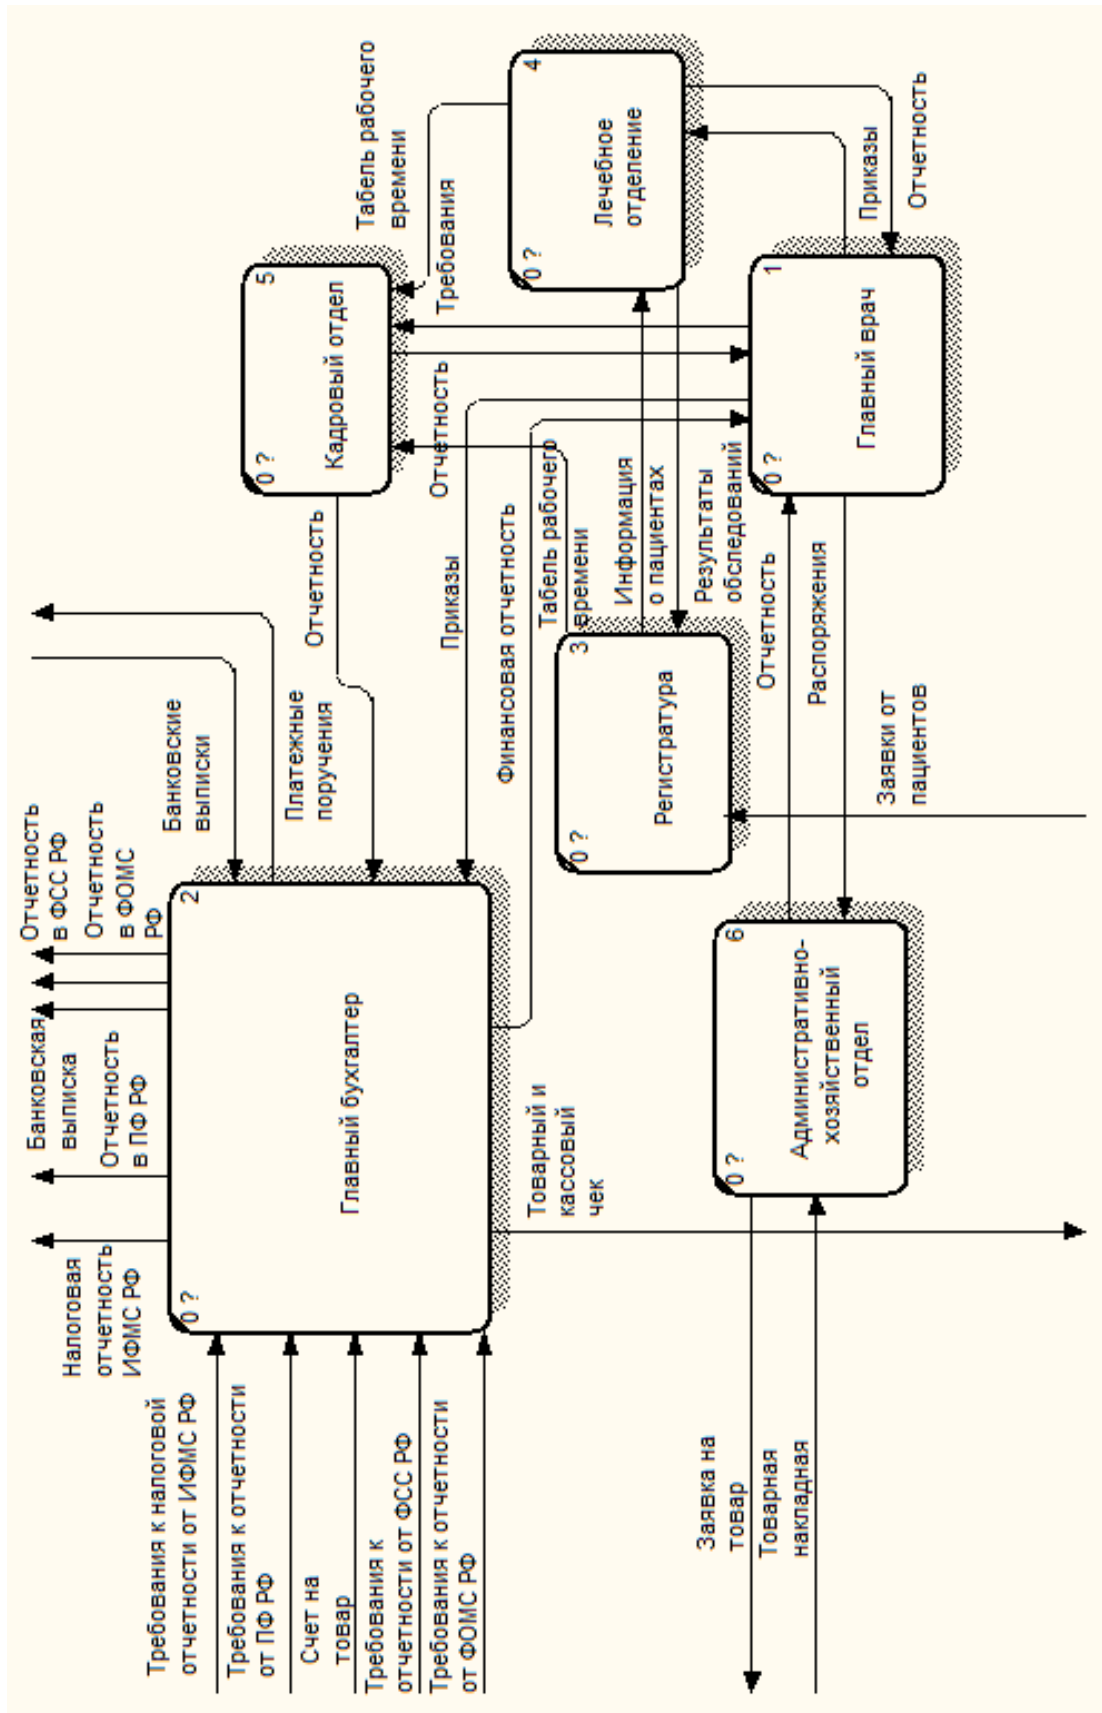 Требования к налоговой
отчетности от ИФМС РФ
Требования к отчетности
от ПФ РФ
Счет на
товар
Требования к
отчетности от ФСС РФ
Требования к отчетности
от ФОМС РФ
Налоговая
отчетность
ИФМС РФ
Банковская
выписка
Отчетность
в ПФ РФ
Отчетность
в ФСС РФ
Отчетность
в ФОМС
РФ
Банковские
выписки
Платежные
поручения
0 ?
2
Главный бухгалтер
Отчетность
Приказы
Финансовая отчетность
Товарный и
кассовый
чек
0 ?
5
Кадровый отдел
Табель рабочего
времени
Требования
Отчетность
0 ?
4
Лечебное
отделение
Табель рабочего
времени
Информация
о пациентах
Результаты
обследований
0 ?
3
Регистратура
Приказы
Отчетность
0 ?
1
Главный врач
Отчетность
Распоряжения
Заявки от
пациентов
0 ?
6
Административно-
хозяйственный
отдел
Заявка на
товар
Товарная
накладная